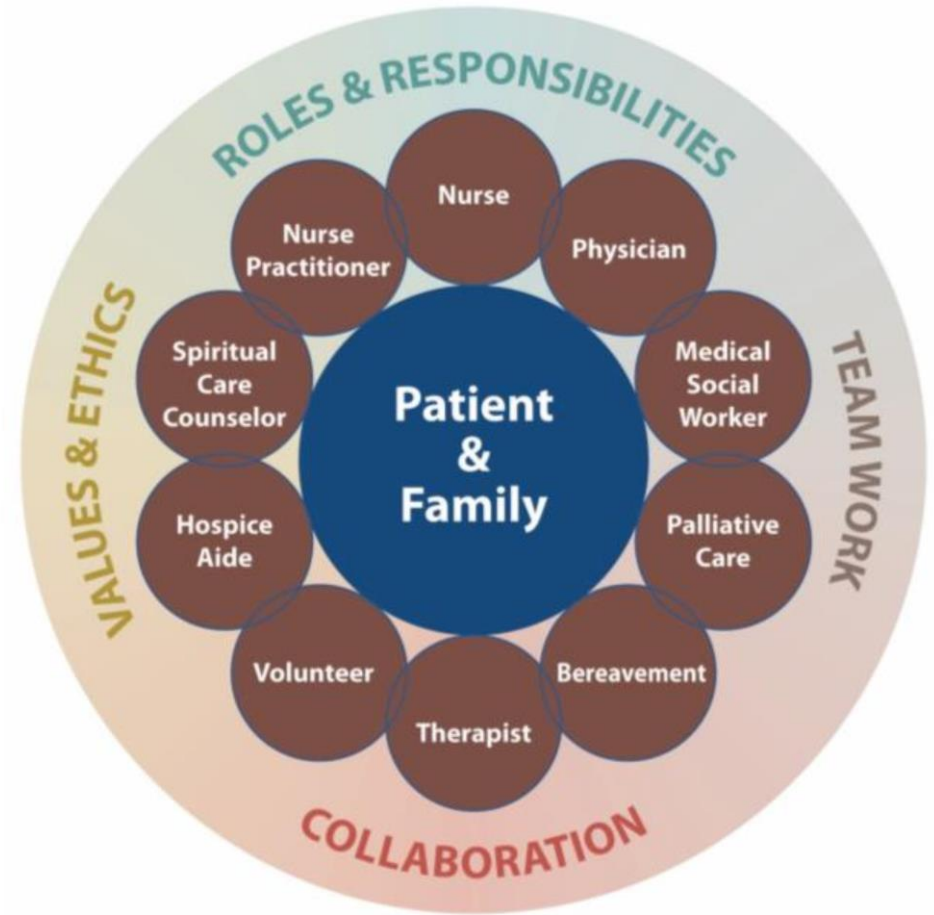 ROLES & RESPONSIBILITIES
Nurse
Physician
Medical
Social
Worker
Palliative
Care
Bereavement
Therapist
Volunteer
Hospice
Aide
Spiritual
Care
Counselor
Nurse
Practitioner
Patient
&
Family
TEAM WORK
COLLABORATION
VALUES & ETHICS